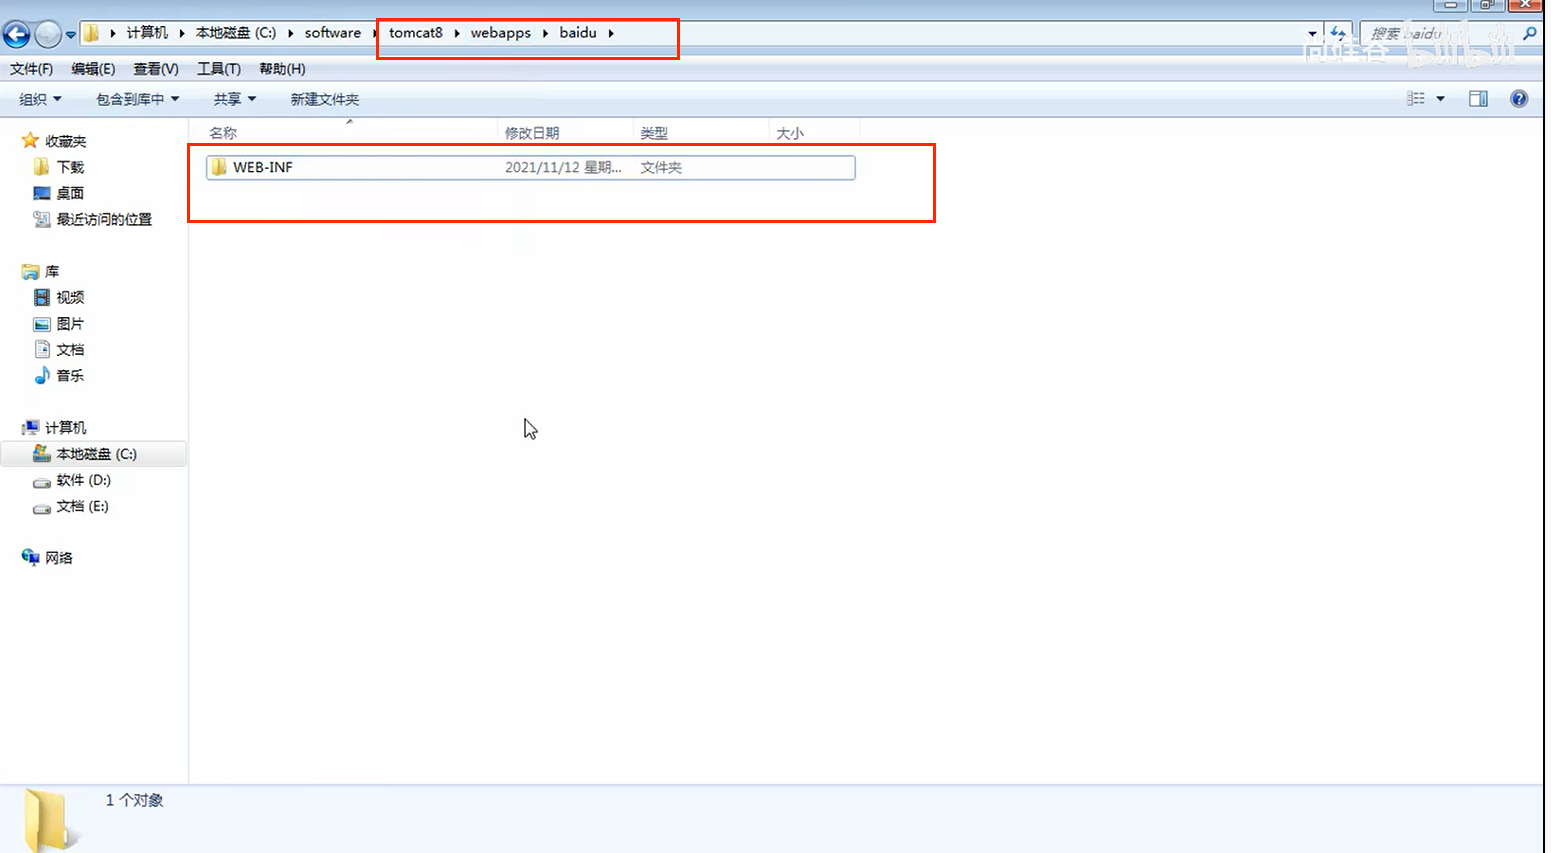 计算机 本地磁盘 (C:) software tomcat8 webapps baidu
搜索 baidu
尚硅谷 bilibili
文件(F) 编辑(E) 查看(V) 工具(T) 帮助(H)
组织 包含到库中 共享 新建文件夹
名称 修改日期 类型 大小
WEB-INF 2021/11/12 星期... 文件夹
收藏夹
下载
桌面
最近访问的位置
库
视频
图片
文档
音乐
计算机
本地磁盘 (C:)
软件 (D:)
文档 (E:)
网络
1 个对象